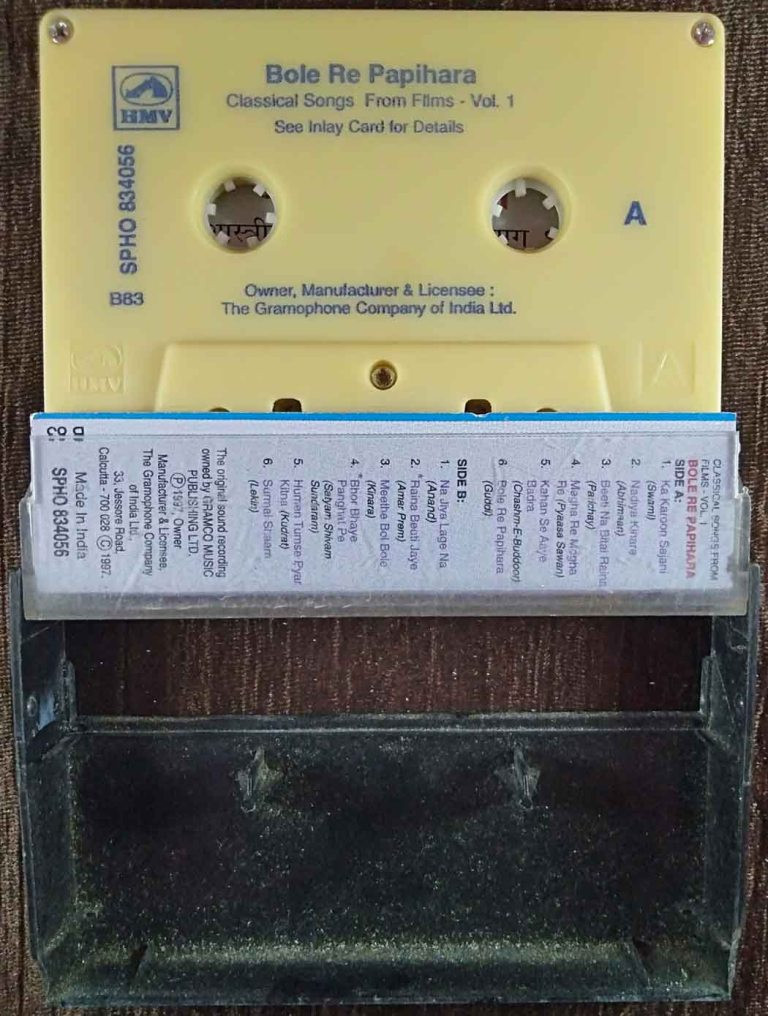 HMV
Bole Re Papihara
Classical Songs From Films - Vol. 1
See Inlay Card for Details
SPHO 834056
B83
A
शास्त्री
राग
Owner, Manufacturer & Licensee :
The Gramophone Company of India Ltd.
HMV
A
CLASSICAL SONGS FROM
FILMS - VOL. 1
BOLE RE PAPIHARA
SIDE A:
1. Ka Karoon Sajani
(Swami)
2. Nadiya Kinare
(Abhimaan)
3. Beeti Na Bitai Raina
(Parichay)
4. Megha Re Megha
Re (Pyaasa Sawan)
5. Kahan Se Aaye
Badra
(Chashm-E-Buddoor)
6. Bole Re Papihara
(Guddi)
SIDE B:
1. Na Jiya Lage Na
(Anand)
2. *Raina Beeti Jaye
(Amar Prem)
3. Meethe Bol Bole
(Kinara)
4. *Bhor Bhaye
Panghat Pe
(Satyam Shivam
Sundaram)
5. Humen Tumse Pyar
Kitna (Kudrat)
6. Surmai Shaam
(Lekin)
The original sound recording
owned by GRAMCO MUSIC
PUBLISHING LTD.
Ⓟ1997. Owner
Manufacturer & Licensee,
The Gramophone Company
of India Ltd.,
33, Jessore Road,
Calcutta - 700 028 © 1997.
Made in India
SPHO 834056